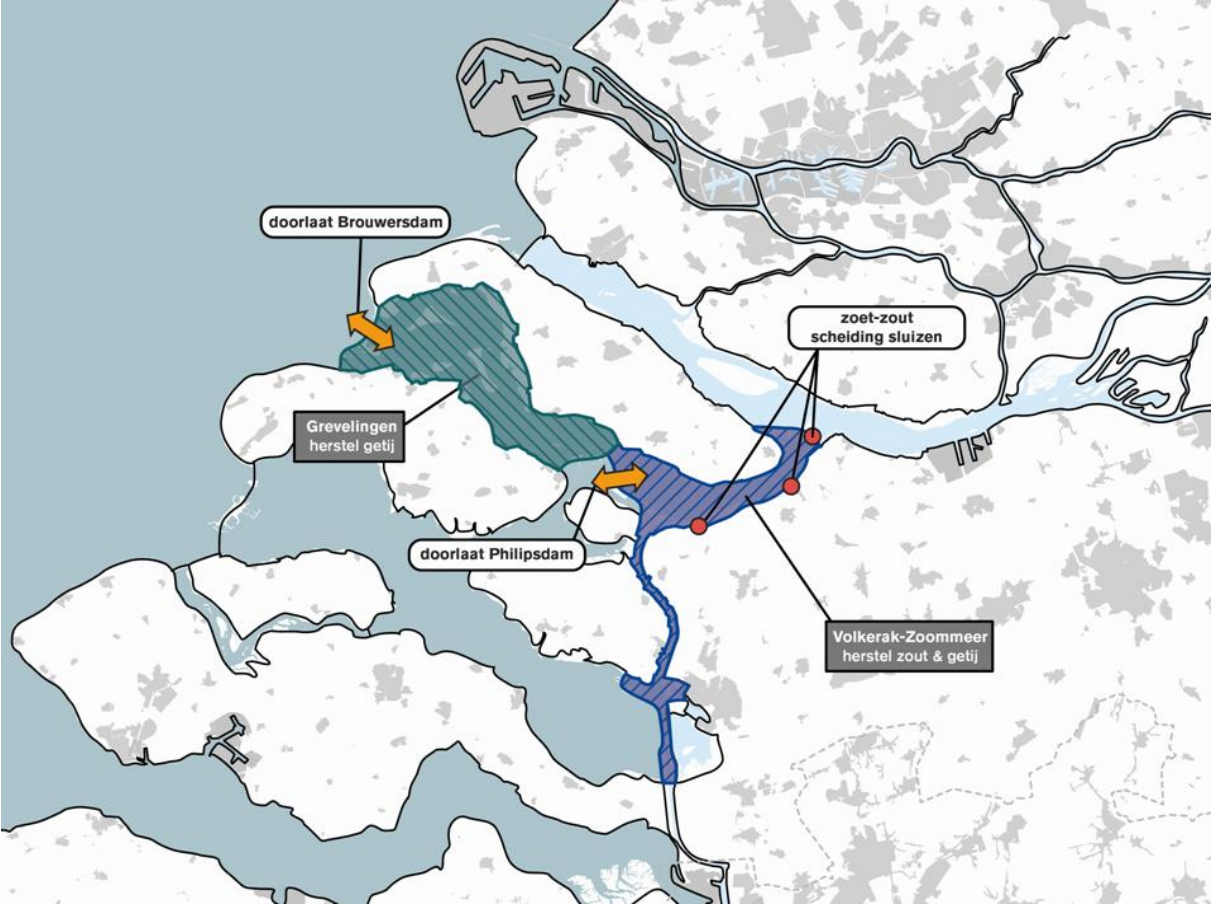 doorlaat Brouwersdam
zoet-zout
scheiding sluizen
Grevelingen
herstel getij
doorlaat Philipsdam
Volkerak-Zoommeer
herstel zout & getij